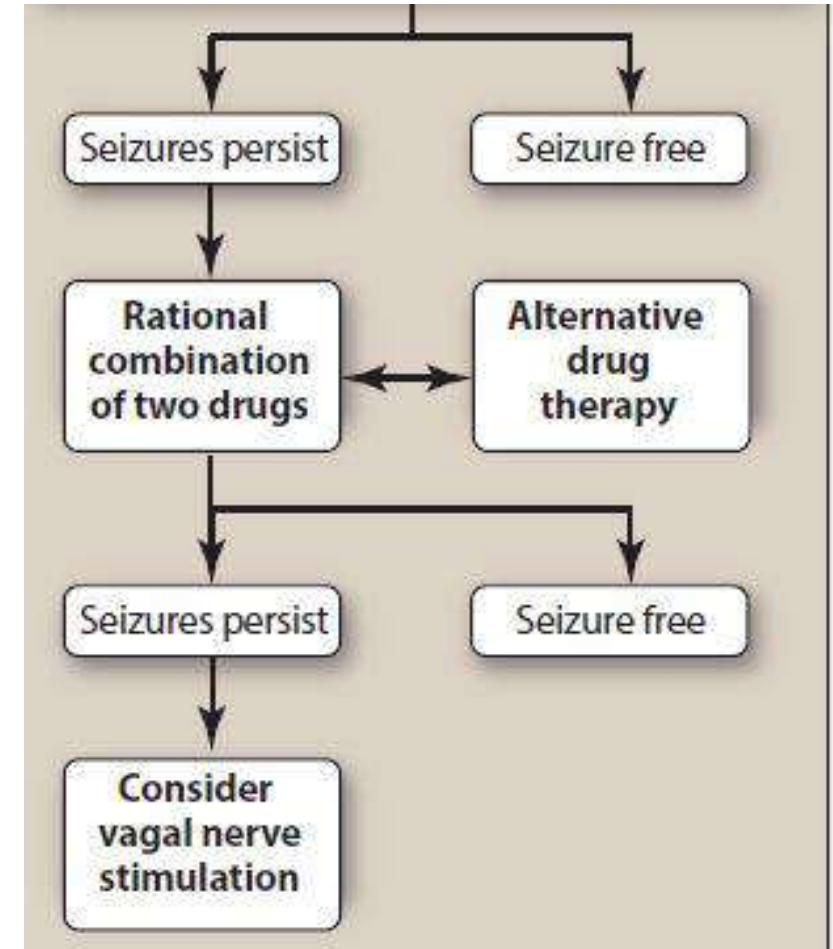 Seizures persist
Seizure free
Rational
combination
of two drugs
Alternative
drug
therapy
Seizures persist
Seizure free
Consider
vagal nerve
stimulation